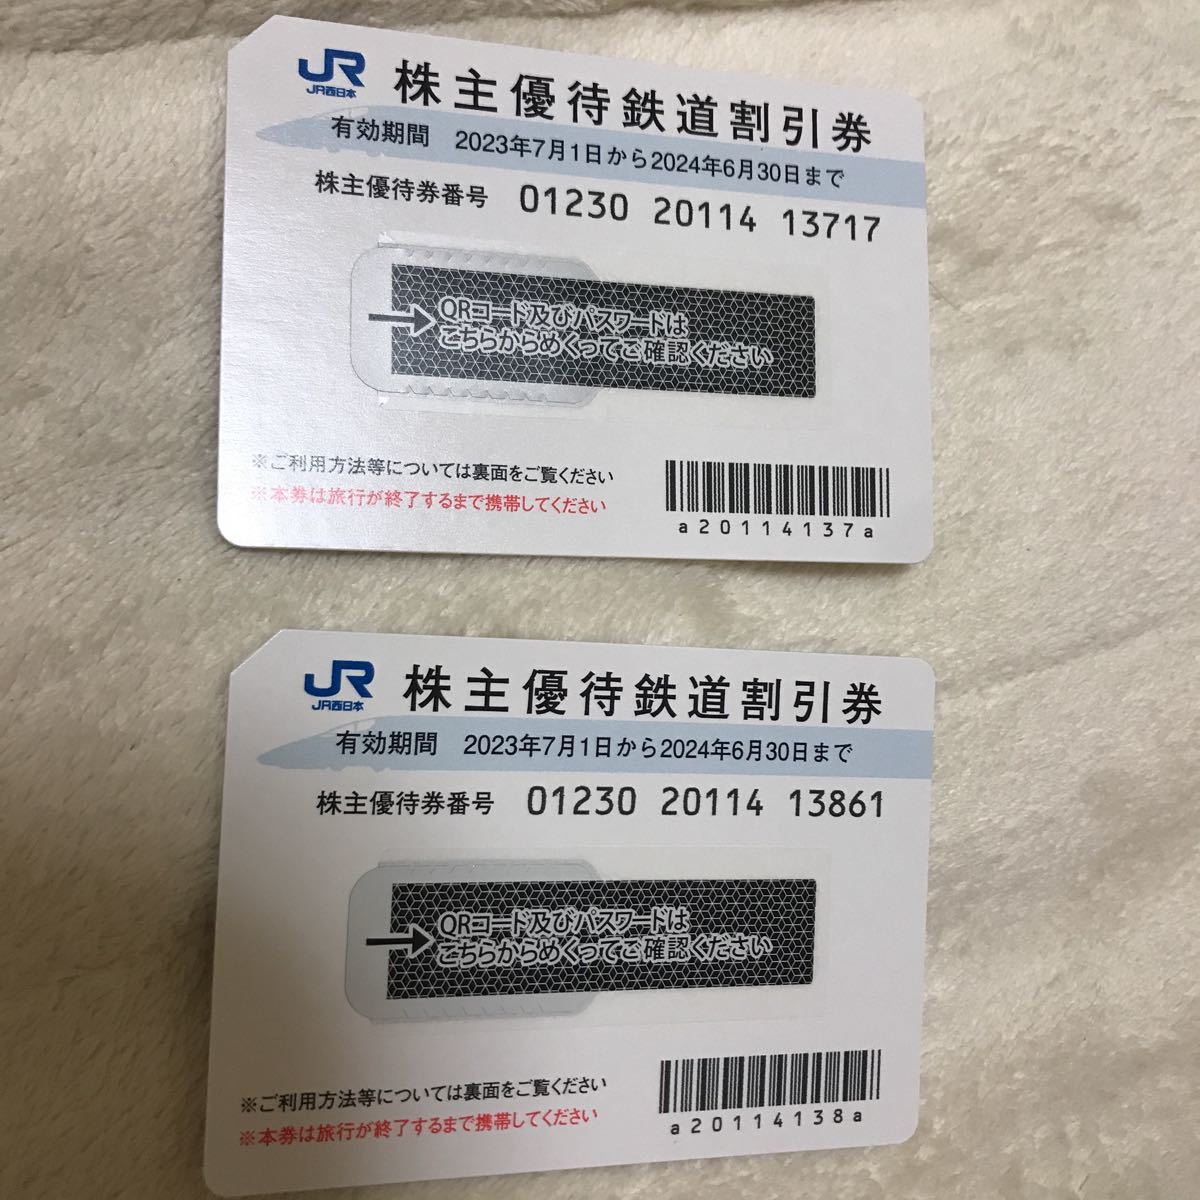 JR
JR西日本
株主優待鉄道割引券
有効期間 2023年7月1日から2024年6月30日まで
株主優待券番号 01230 20114 13717
QRコード及びパスワードは
こちらからめくってご確認ください
※ご利用方法等については裏面をご覧ください
※本券は旅行が終了するまで携帯してください
a20114137a
JR
JR西日本
株主優待鉄道割引券
有効期間 2023年7月1日から2024年6月30日まで
株主優待券番号 01230 20114 13861
QRコード及びパスワードは
こちらからめくってご確認ください
※ご利用方法等については裏面をご覧ください
※本券は旅行が終了するまで携帯してください
a20114138a